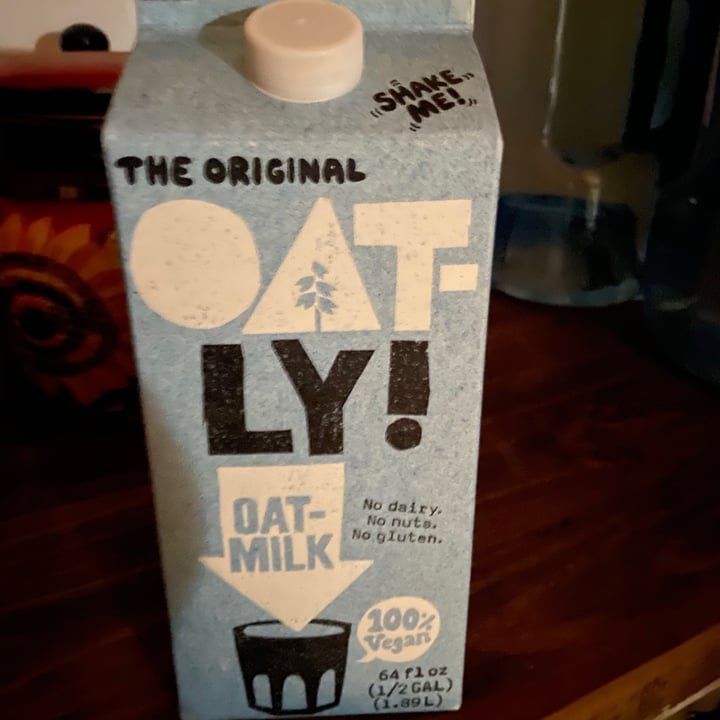 SHAKE
ME!
THE ORIGINAL
OAT-
LY!
OAT-
MILK
No dairy.
No nuts.
No gluten.
100%
Vegan
64 fl oz
(1/2 GAL)
(1.89L)